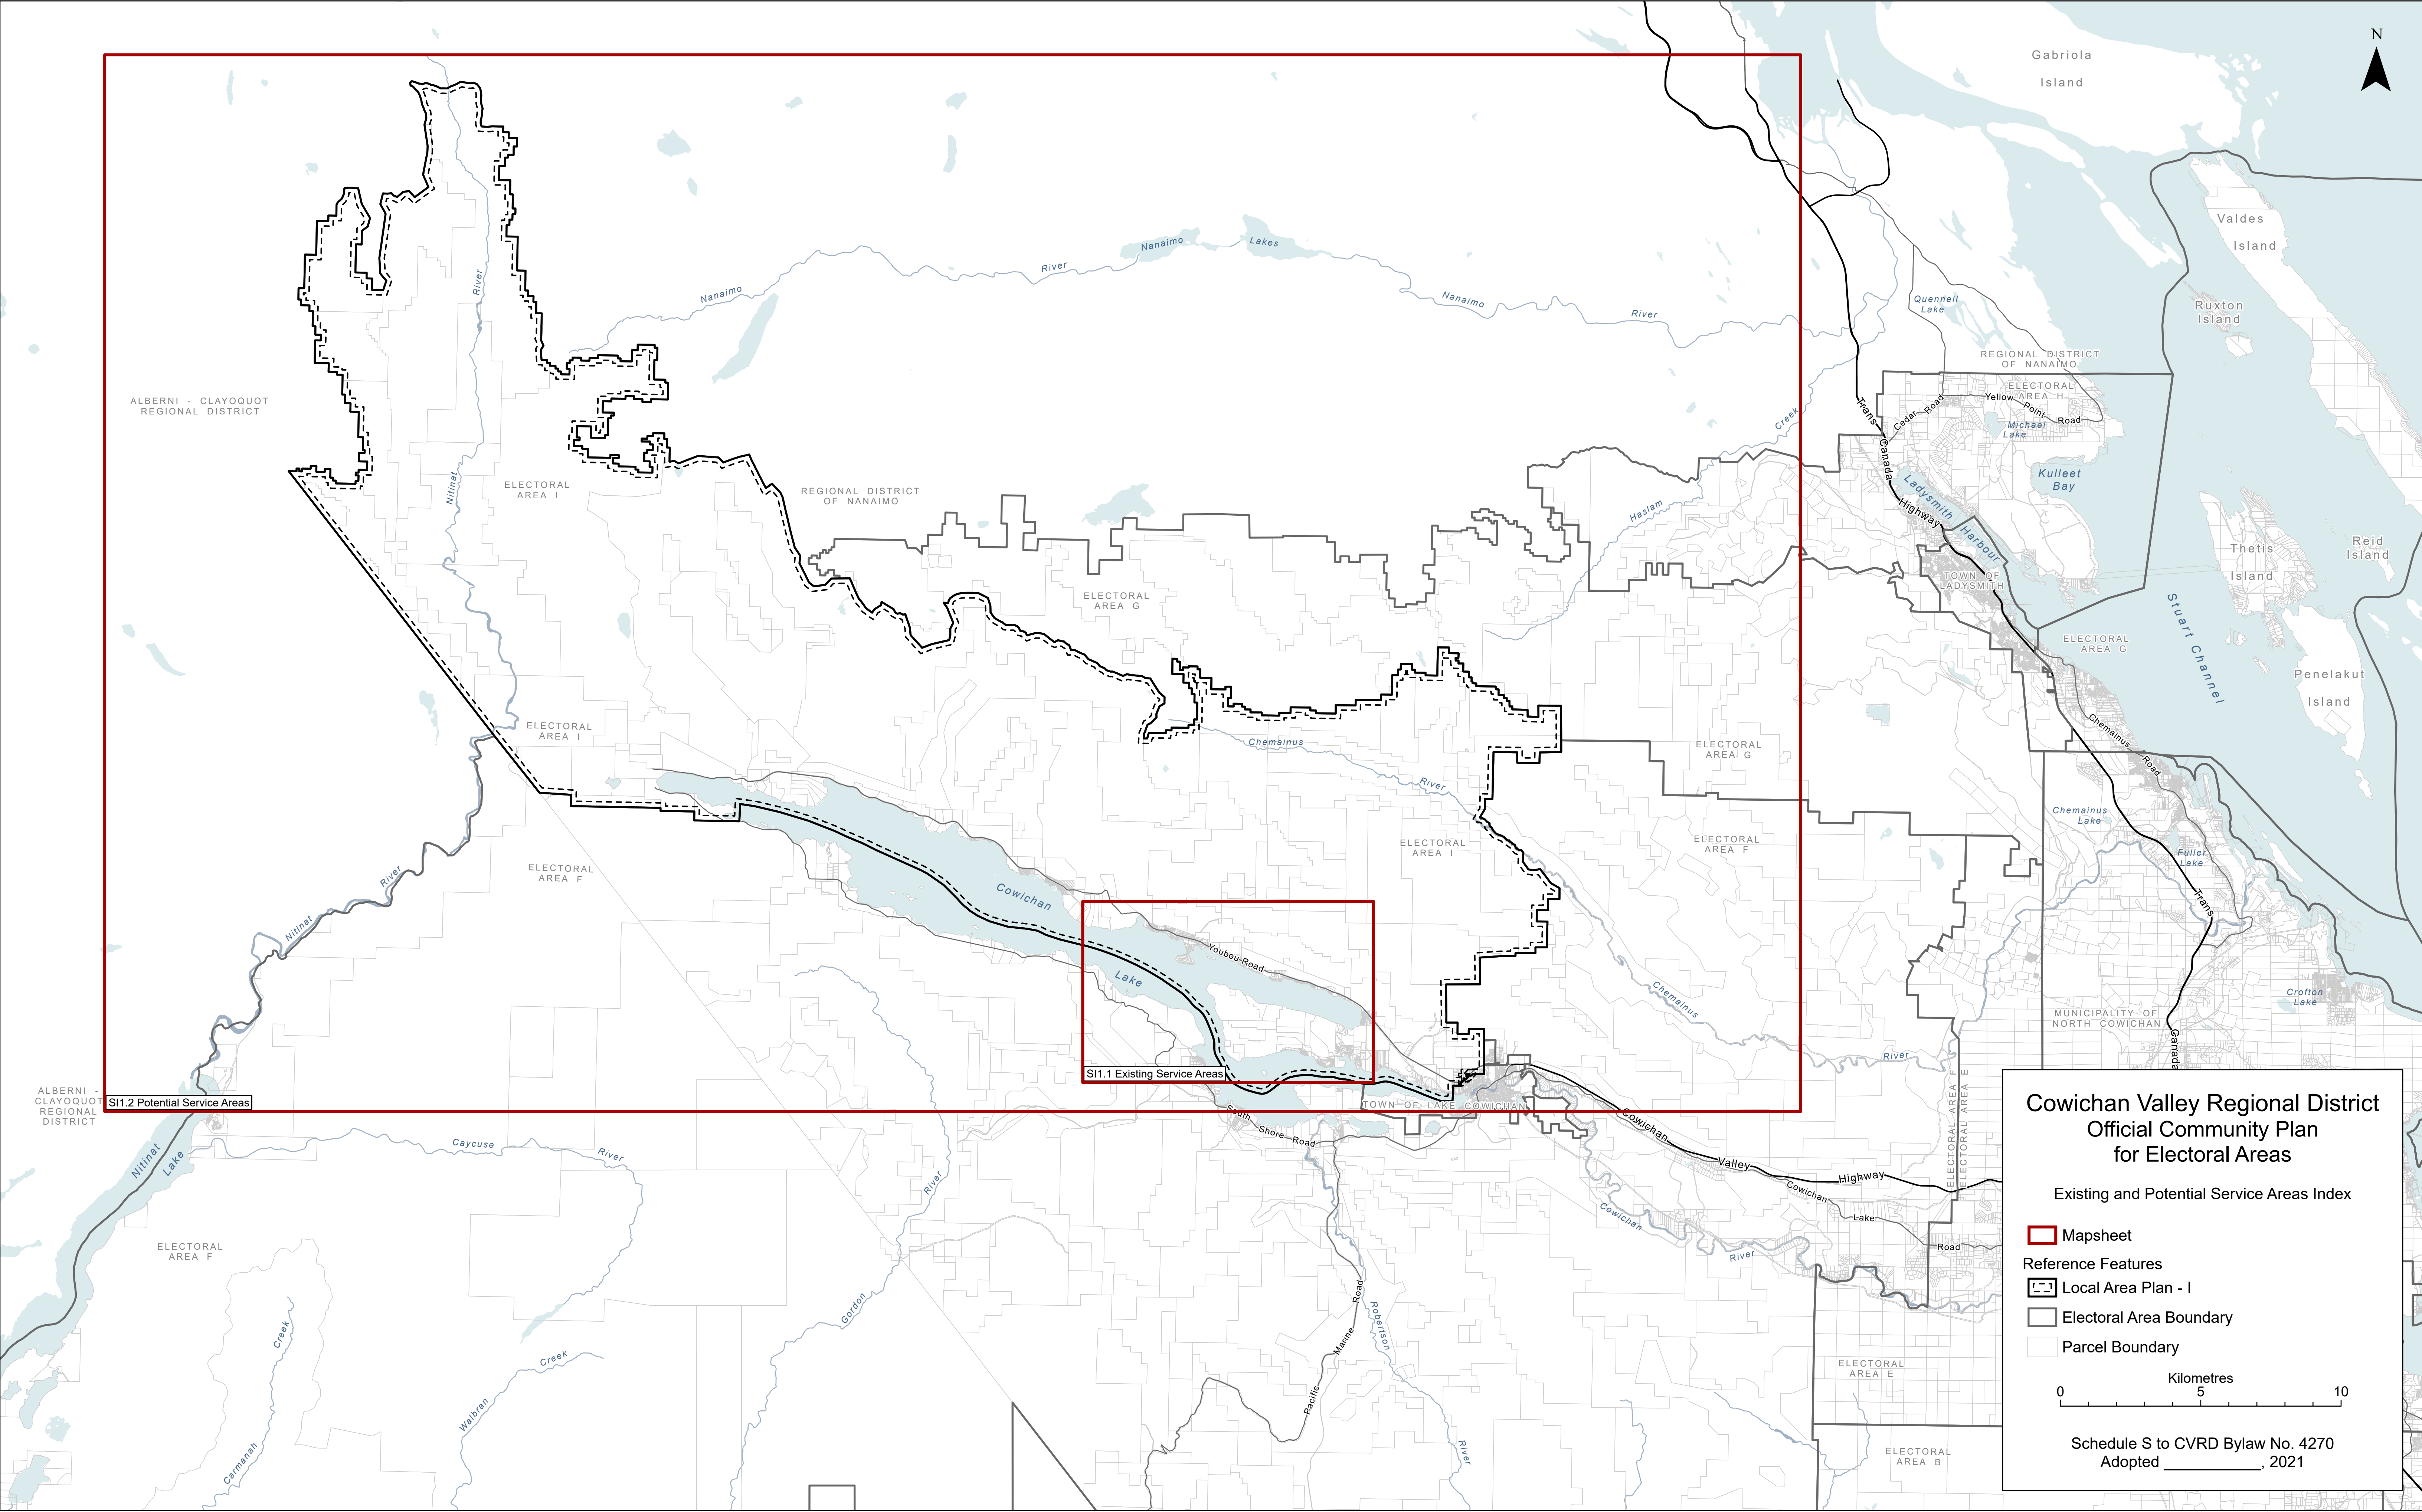 N
Gabriola
Island
Valdes
Island
Ruxton
Island
Nanaimo
Lakes
River
Nanaimo
Nanaimo
River
River
Quennell
Lake
REGIONAL DISTRICT
OF NANAIMO
ELECTORAL
AREA H
Yellow Point Road
Cedar Road
Michael
Lake
Trans Canada Highway
Creek
Haslam
Kulleet
Bay
Ladysmith Harbour
ALBERNI - CLAYOQUOT
REGIONAL DISTRICT
Nitinat
ELECTORAL
AREA I
REGIONAL DISTRICT
OF NANAIMO
Thetis
Island
Reid
Island
TOWN OF
LADYSMITH
ELECTORAL
AREA G
ELECTORAL
AREA G
Stuart Channel
Penelakut
Island
ELECTORAL
AREA I
Chemainus
River
ELECTORAL
AREA G
Chemainus Road
Chemainus
Lake
ELECTORAL
AREA I
ELECTORAL
AREA F
Fuller
Lake
ELECTORAL
AREA F
River
Nitinat
Cowichan
Lake
Youbou Road
Trans
Canada
Crofton
Lake
Chemainus
River
MUNICIPALITY OF
NORTH COWICHAN
SI1.1 Existing Service Areas
SI1.2 Potential Service Areas
ALBERNI -
CLAYOQUOT
REGIONAL
DISTRICT
TOWN OF LAKE COWICHAN
South Shore Road
Cowichan Valley Highway
ELECTORAL AREA F
ELECTORAL AREA E
Nitinat
Lake
Caycuse
River
River
Gordon
Cowichan
River
Cowichan Lake Road
ELECTORAL
AREA F
Creek
Carmanah
Creek
Walbran
Pacific Marine Road
Robertson
River
ELECTORAL
AREA E
ELECTORAL
AREA B
Cowichan Valley Regional District
Official Community Plan
for Electoral Areas
Existing and Potential Service Areas Index
Mapsheet
Reference Features
Local Area Plan - I
Electoral Area Boundary
Parcel Boundary
Kilometres
0 5 10
Schedule S to CVRD Bylaw No. 4270
Adopted ____________, 2021